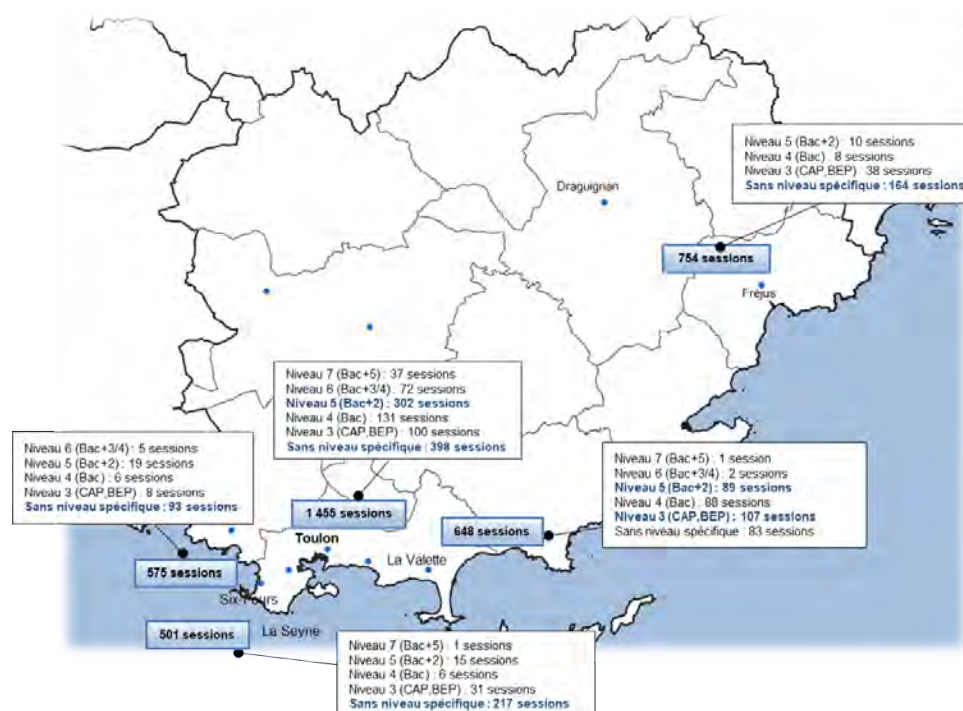 Niveau 5 (Bac+2) : 10 sessions
Niveau 4 (Bac) : 8 sessions
Niveau 3 (CAP,BEP) : 38 sessions
Sans niveau spécifique : 164 sessions
Draguignan
754 sessions
Fréjus
Niveau 7 (Bac+5) : 37 sessions
Niveau 6 (Bac+3/4) : 72 sessions
Niveau 5 (Bac+2) : 302 sessions
Niveau 4 (Bac) : 131 sessions
Niveau 3 (CAP,BEP) : 100 sessions
Sans niveau spécifique : 398 sessions
Niveau 6 (Bac+3/4) : 5 sessions
Niveau 5 (Bac+2) : 19 sessions
Niveau 4 (Bac) : 6 sessions
Niveau 3 (CAP,BEP) : 8 sessions
Sans niveau spécifique : 93 sessions
Niveau 7 (Bac+5) : 1 session
Niveau 6 (Bac+3/4) : 2 sessions
Niveau 5 (Bac+2) : 89 sessions
Niveau 4 (Bac) : 88 sessions
Niveau 3 (CAP,BEP) : 107 sessions
Sans niveau spécifique : 83 sessions
1 455 sessions
648 sessions
Toulon
La Valette
575 sessions
Six-Fours
501 sessions
La Seyne
Niveau 7 (Bac+5) : 1 sessions
Niveau 5 (Bac+2) : 15 sessions
Niveau 4 (Bac) : 6 sessions
Niveau 3 (CAP,BEP) : 31 sessions
Sans niveau spécifique : 217 sessions